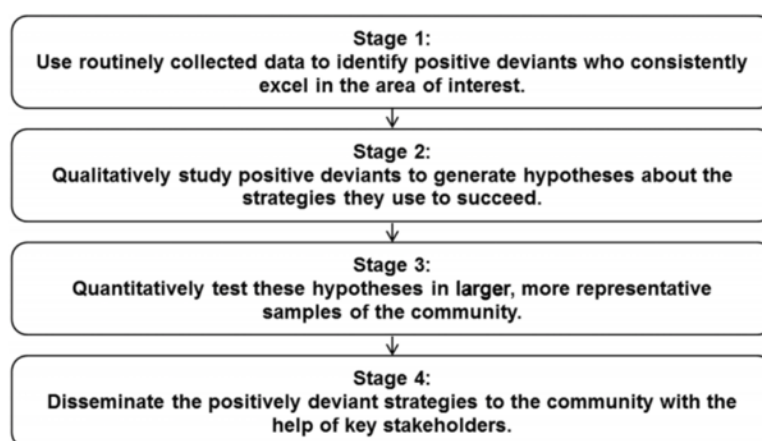 Stage 1:
Use routinely collected data to identify positive deviants who consistently
excel in the area of interest.
Stage 2:
Qualitatively study positive deviants to generate hypotheses about the
strategies they use to succeed.
Stage 3:
Quantitatively test these hypotheses in larger, more representative
samples of the community.
Stage 4:
Disseminate the positively deviant strategies to the community with the
help of key stakeholders.